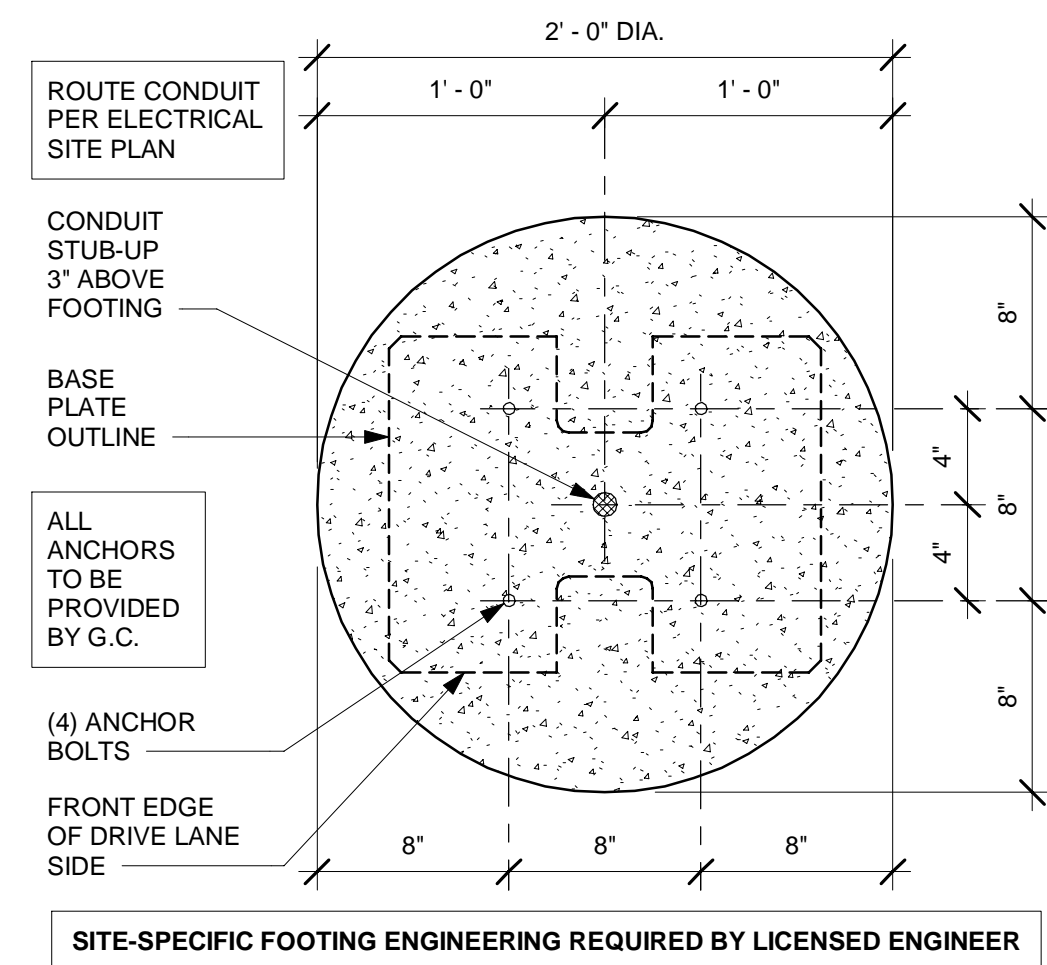 2' - 0" DIA.
1' - 0"
1' - 0"
ROUTE CONDUIT
PER ELECTRICAL
SITE PLAN
CONDUIT
STUB-UP
3" ABOVE
FOOTING
BASE
PLATE
OUTLINE
ALL
ANCHORS
TO BE
PROVIDED
BY G.C.
(4) ANCHOR
BOLTS
FRONT EDGE
OF DRIVE LANE
SIDE
8"
4"
8"
4"
8"
8"
8"
8"
SITE-SPECIFIC FOOTING ENGINEERING REQUIRED BY LICENSED ENGINEER